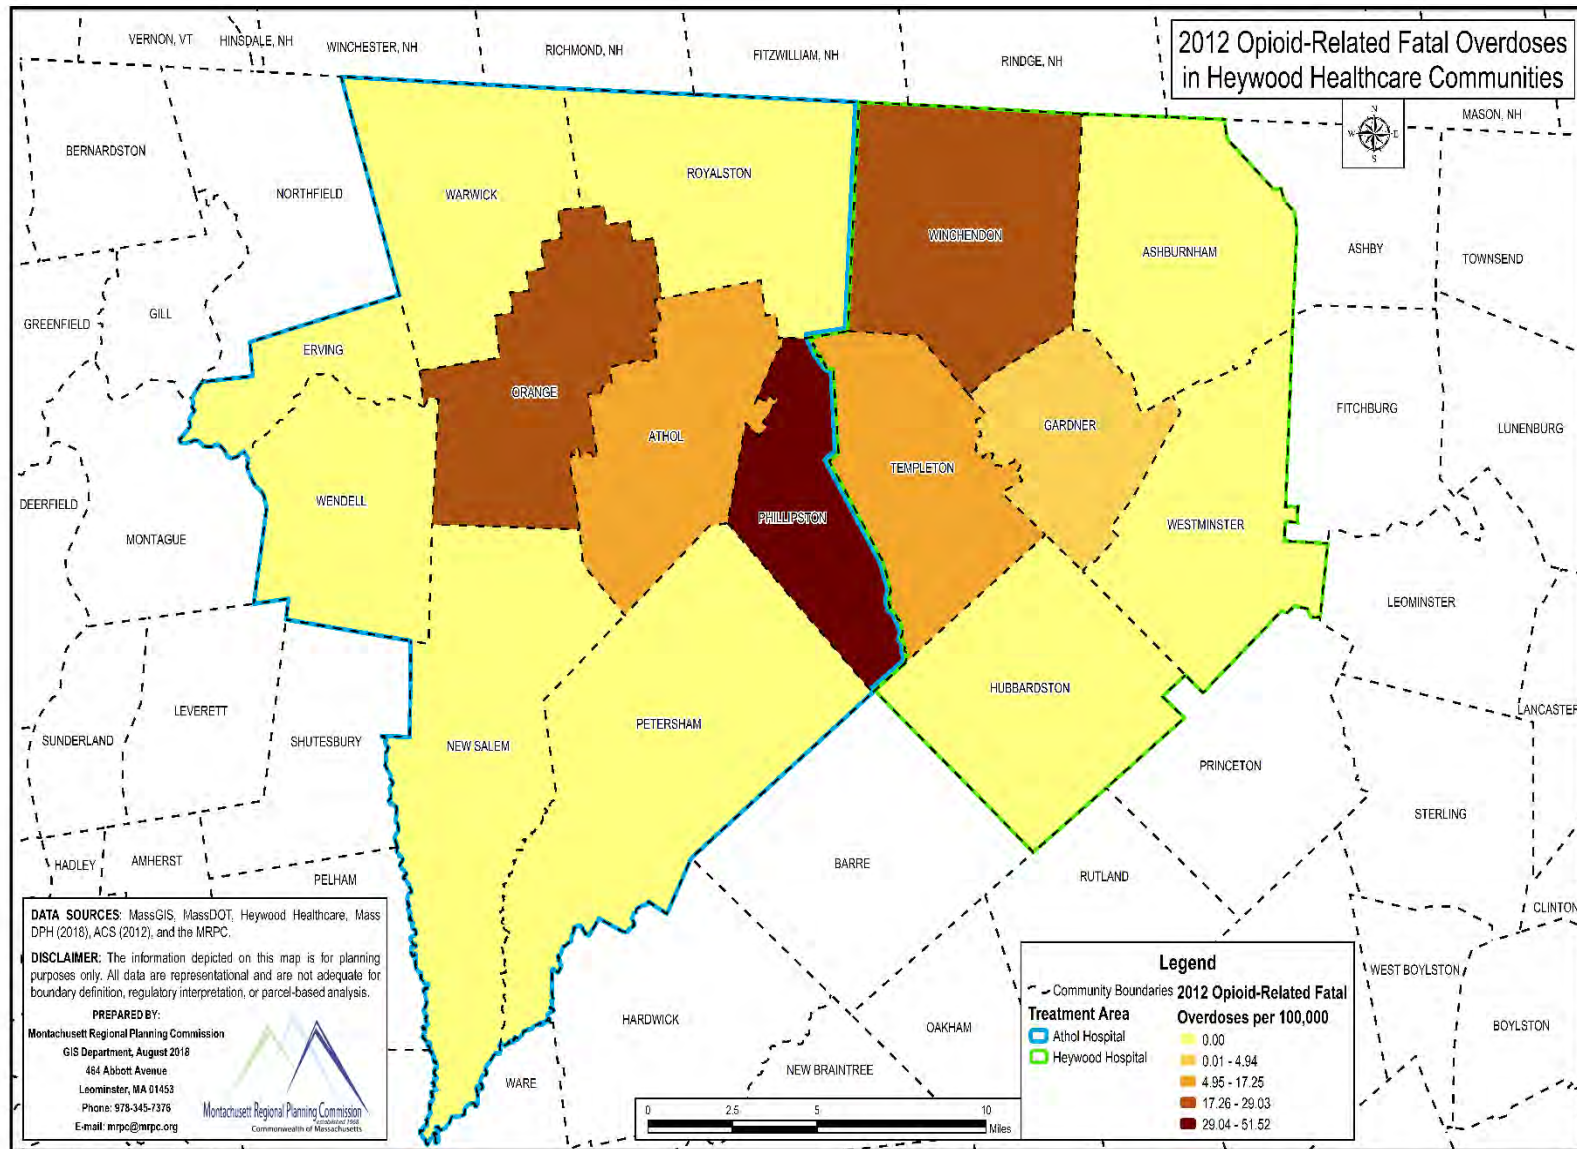 2012 Opioid-Related Fatal Overdoses
in Heywood Healthcare Communities
VERNON, VT
HINSDALE, NH
WINCHESTER, NH
RICHMOND, NH
FITZWILLIAM, NH
RINDGE, NH
MASON, NH
N
W
E
S
BERNARDSTON
NORTHFIELD
WARWICK
ROYALSTON
WINCHENDON
ASHBURNHAM
ASHBY
TOWNSEND
GREENFIELD
GILL
ERVING
ORANGE
ATHOL
GARDNER
FITCHBURG
LUNENBURG
TEMPLETON
DEERFIELD
WENDELL
PHILLIPSTON
WESTMINSTER
MONTAGUE
LEOMINSTER
HUBBARDSTON
LEVERETT
PETERSHAM
LANCASTER
SUNDERLAND
SHUTESBURY
NEW SALEM
PRINCETON
STERLING
HADLEY
AMHERST
PELHAM
BARRE
RUTLAND
CLINTON
WEST BOYLSTON
HARDWICK
OAKHAM
BOYLSTON
NEW BRAINTREE
WARE
DATA SOURCES: MassGIS, MassDOT, Heywood Healthcare, Mass
DPH (2018), ACS (2012), and the MRPC.
DISCLAIMER: The information depicted on this map is for planning
purposes only. All data are representational and are not adequate for
boundary definition, regulatory interpretation, or parcel-based analysis.
PREPARED BY:
Montachusett Regional Planning Commission
GIS Department, August 2018
464 Abbott Avenue
Leominster, MA 01453
Phone: 978-345-7376
E-mail: mrpc@mrpc.org
Montachusett Regional Planning Commission
established 1968
Commonwealth of Massachusetts
0 2.5 5 10
Miles
Legend
Community Boundaries
Treatment Area
Athol Hospital
Heywood Hospital
2012 Opioid-Related Fatal
Overdoses per 100,000
0.00
0.01 - 4.94
4.95 - 17.25
17.26 - 29.03
29.04 - 51.52